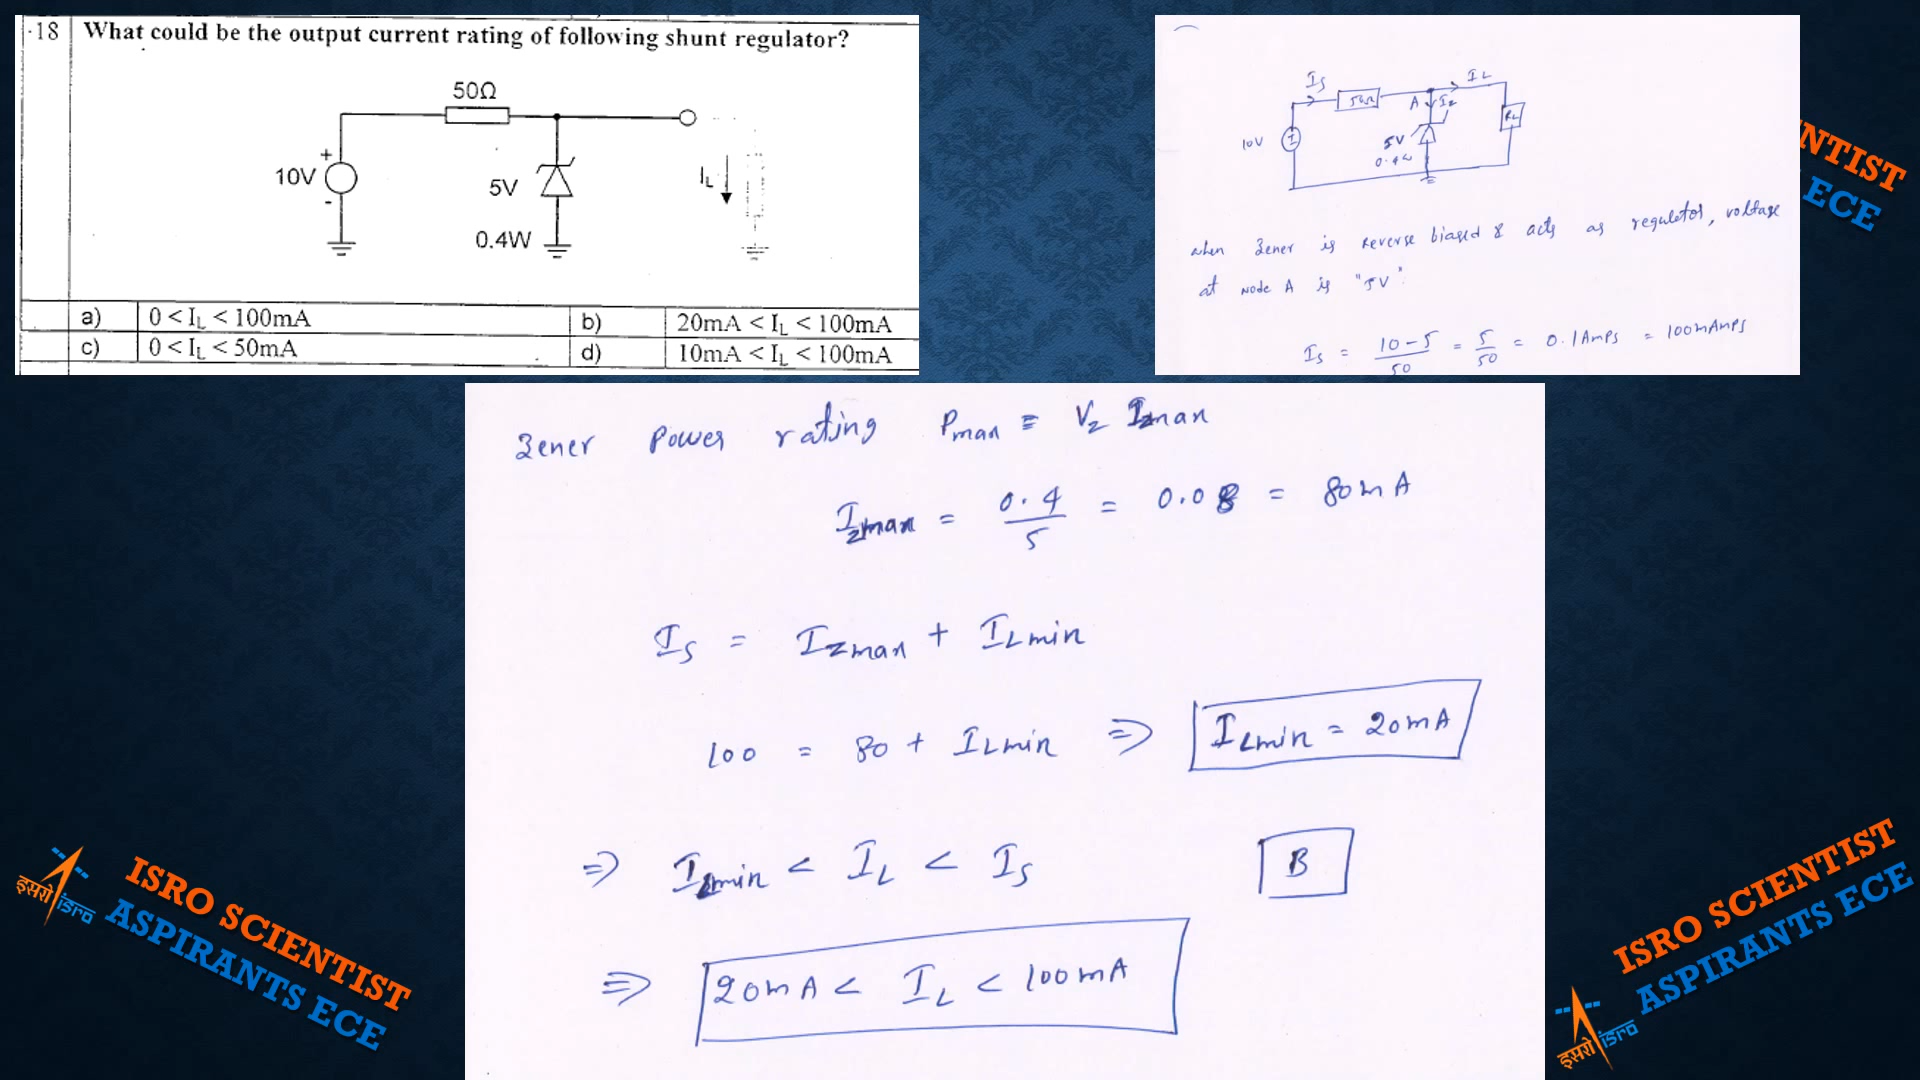 18 What could be the output current rating of following shunt regulator?
50Ω
10V
+
-
5V
0.4W
IL
a) 0 < IL < 100mA b) 20mA < IL < 100mA
c) 0 < IL < 50mA d) 10mA < IL < 100mA
IS 50Ω A IZ IL
10V 5V RL
0.4W
when Zener is Reverse biased & acts as regulator, voltage
at Node A is "5V".
IS = 10-5 / 50 = 5 / 50 = 0.1Amps = 100mAmps
NTIST
ECE
Zener Power rating Pmax = VZ IZmax
IZmax = 0.4 / 5 = 0.08 = 80mA
IS = IZmax + ILmin
100 = 80 + ILmin ⇒ ILmin = 20mA
⇒ ILmin < IL < IS B
⇒ 20mA < IL < 100mA
इसरो isro
ISRO SCIENTIST
ASPIRANTS ECE
इसरो isro
ISRO SCIENTIST
ASPIRANTS ECE